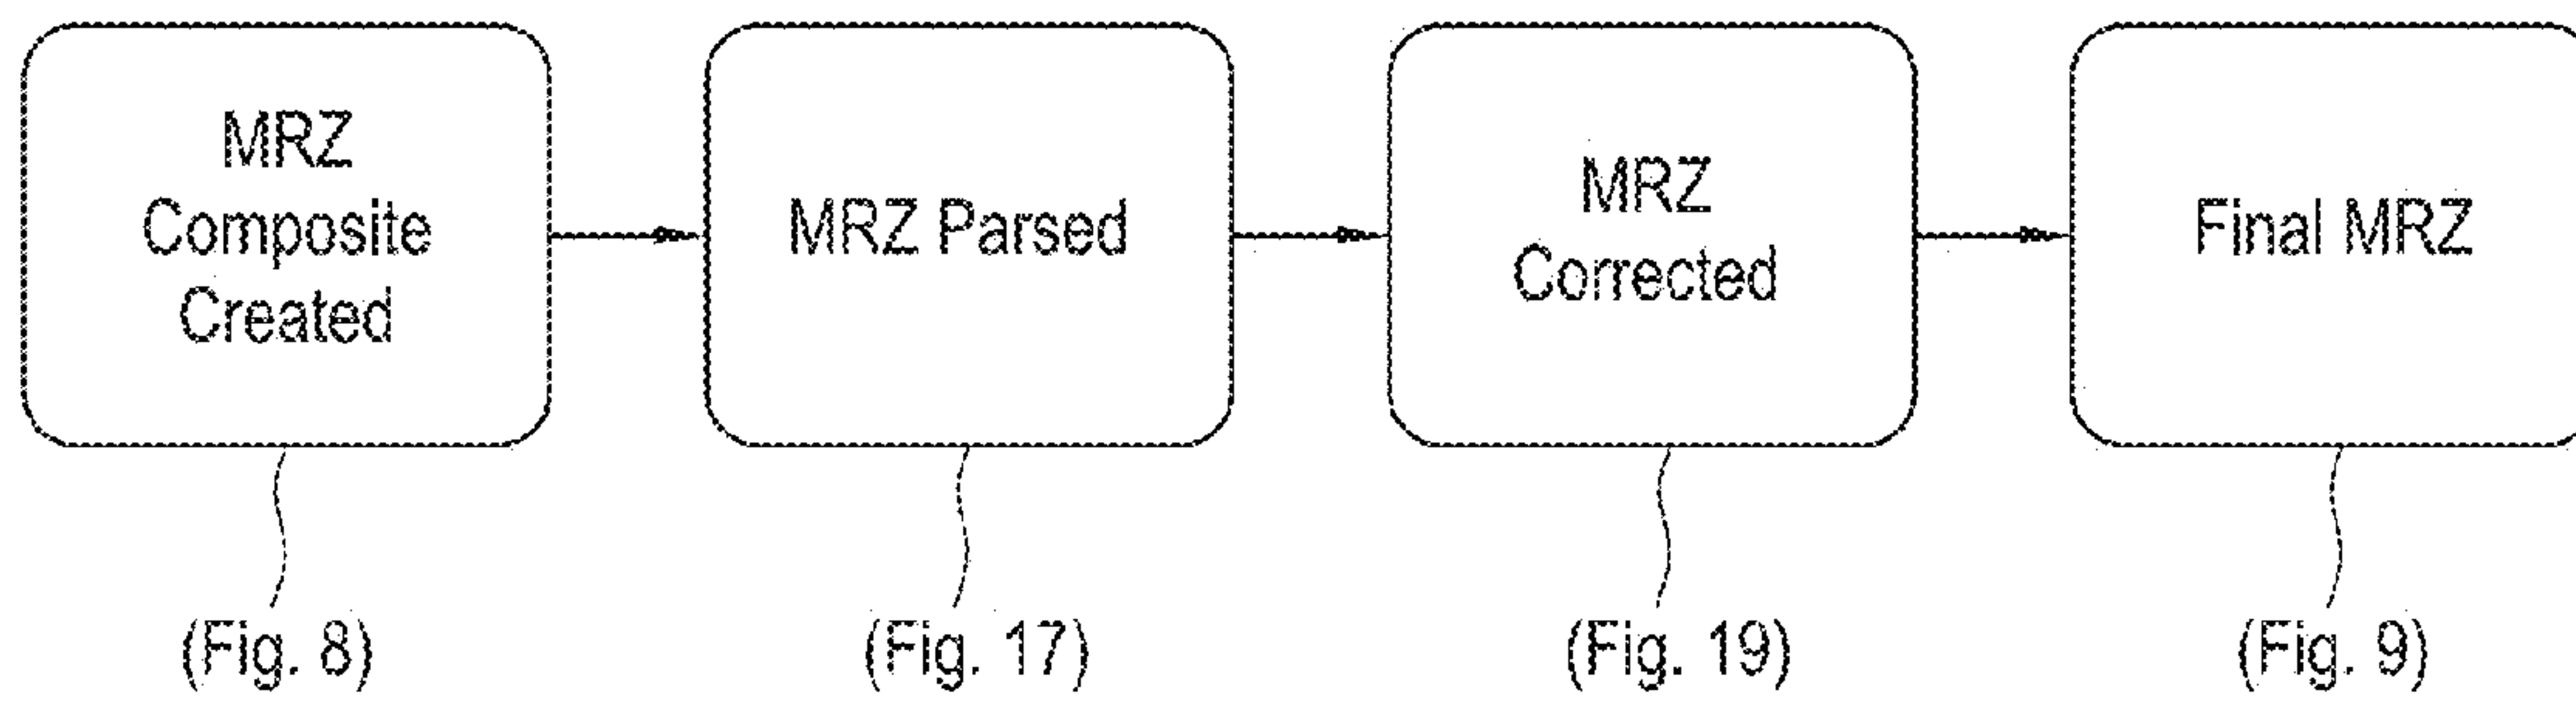 MRZ
Composite
Created
MRZ Parsed
MRZ
Corrected
Final MRZ
(Fig. 8)
(Fig. 17)
(Fig. 19)
(Fig. 9)